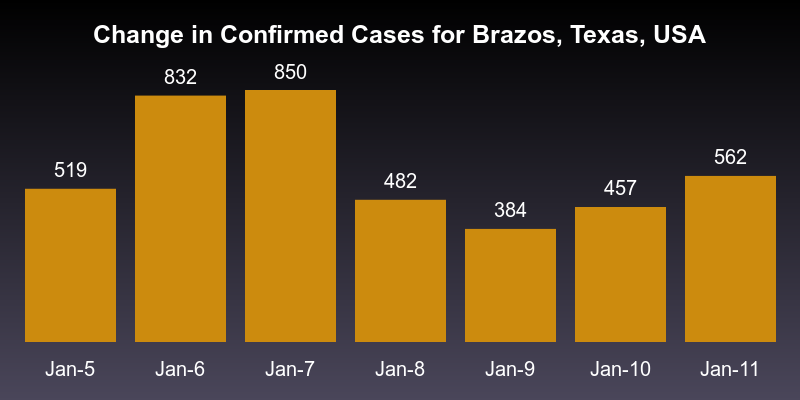 Change in Confirmed Cases for Brazos, Texas, USA
519
832
850
482
384
457
562
Jan-5
Jan-6
Jan-7
Jan-8
Jan-9
Jan-10
Jan-11